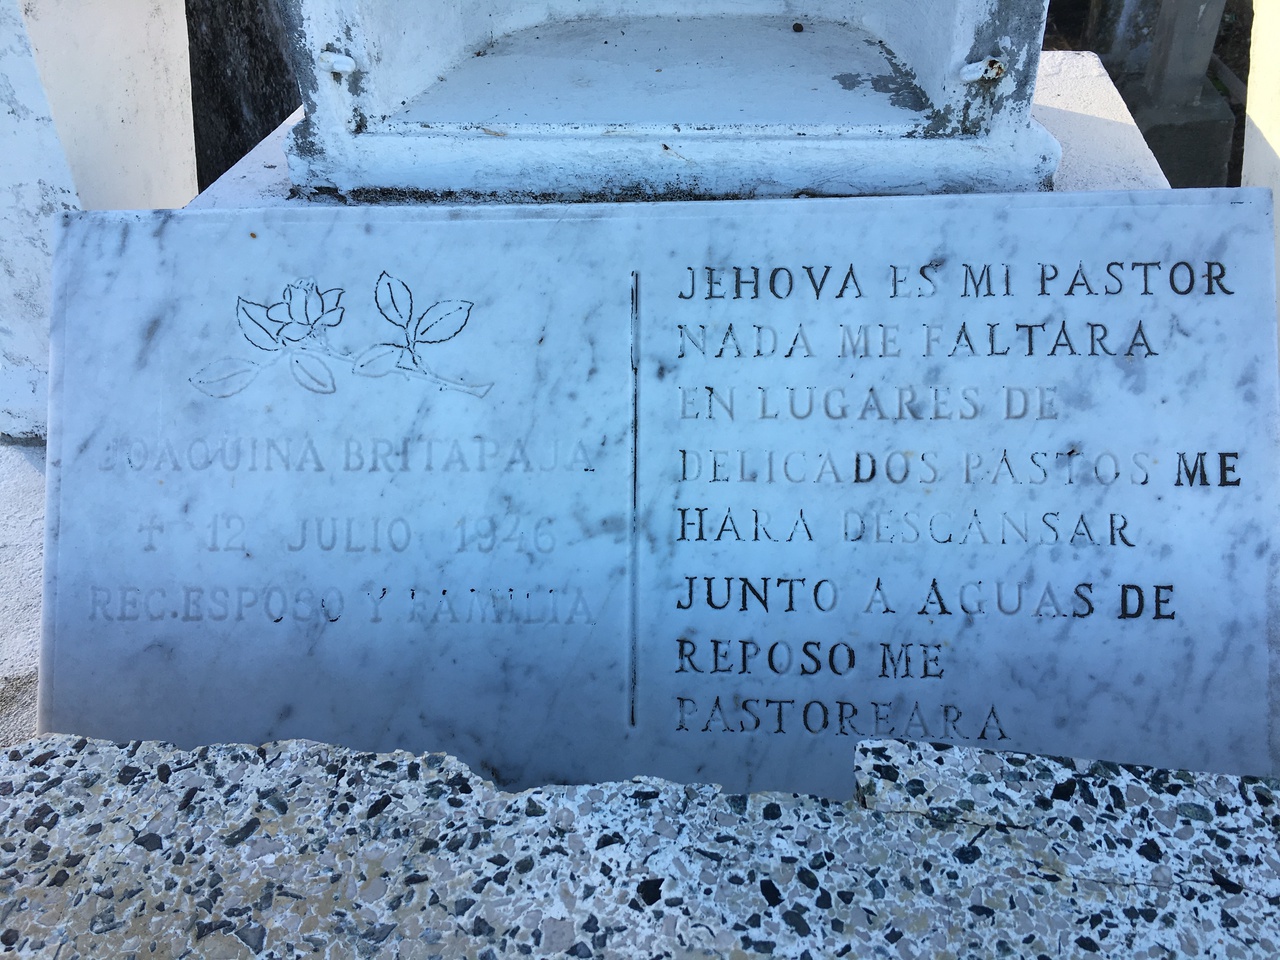 JOAQUINA BRITAPAJA
✝ 12 JULIO 1946
REC.ESPOSO Y FAMILIA
JEHOVA ES MI PASTOR
NADA ME FALTARA
EN LUGARES DE
DELICADOS PASTOS ME
HARA DESCANSAR
JUNTO A AGUAS DE
REPOSO ME
PASTOREARA